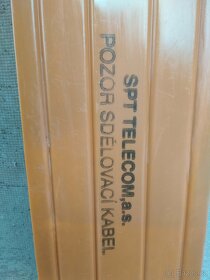 SPT TELECOM,a.s.
POZOR SDĚLOVACÍ KABEL